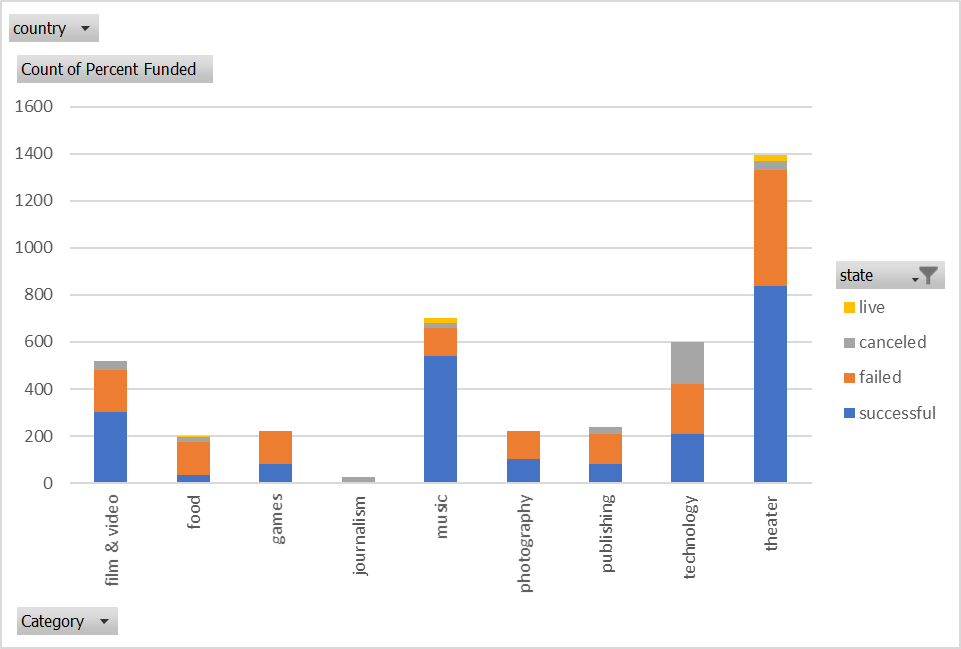 country
Count of Percent Funded
1600
1400
1200
1000
800
600
400
200
0
film & video
food
games
journalism
music
photography
publishing
technology
theater
state
live
canceled
failed
successful
Category